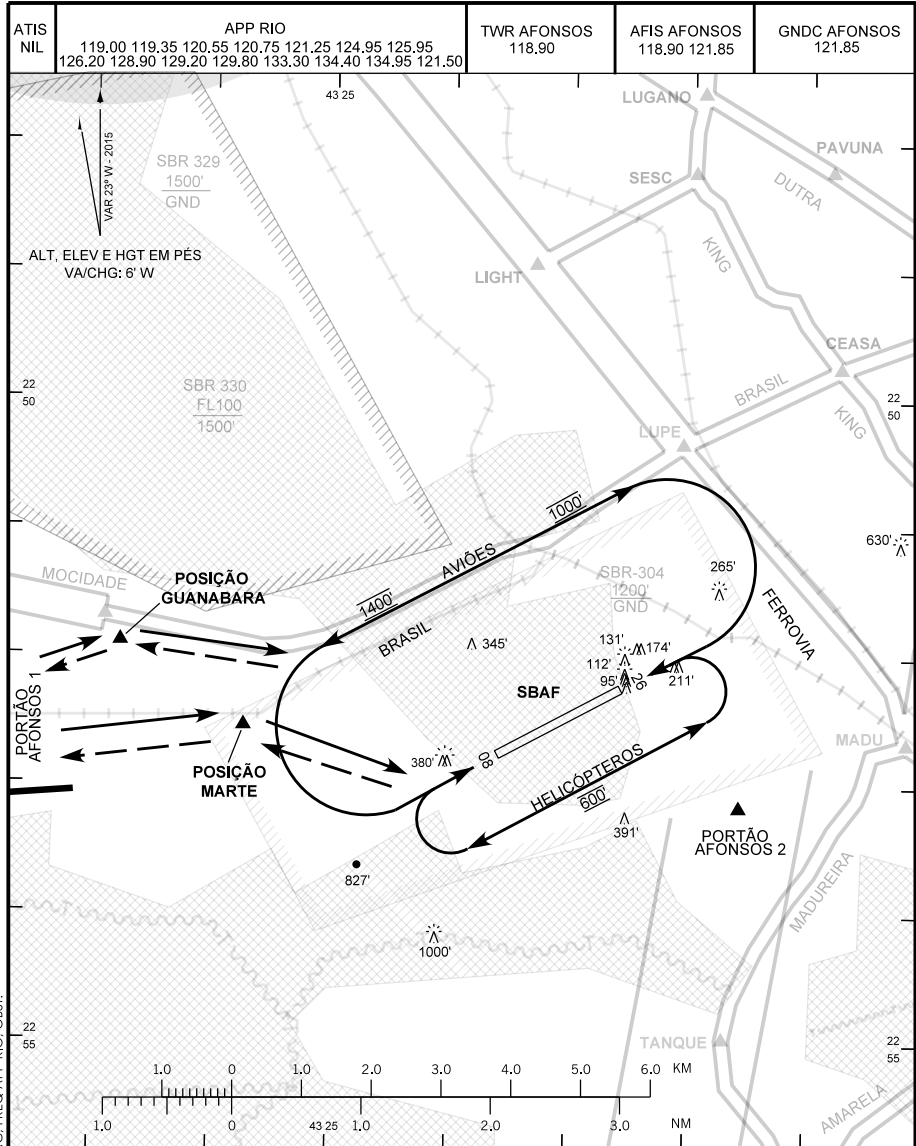 ATIS
NIL
APP RIO
119.00 119.35 120.55 120.75 121.25 124.95 125.95
126.20 128.90 129.20 129.80 133.30 134.40 134.95 121.50
TWR AFONSOS
118.90
AFIS AFONSOS
118.90 121.85
GNDC AFONSOS
121.85
43 25
LUGANO
PAVUNA
SESC
DUTRA
VAR 23° W - 2015
SBR 329
1500'
GND
ALT, ELEV E HGT EM PÉS
VA/CHG: 6' W
KING
LIGHT
CEASA
SBR 330
FL100
1500'
22
50
22
50
BRASIL
KING
LUPE
1000'
630'
AVIÕES
MOCIDADE
POSIÇÃO
GUANABARA
SBR-304
1200'
GND
265'
FERROVIA
1400'
BRASIL
345'
131'
174'
112'
95'
26
211'
SBAF
PORTÃO
AFONSOS 1
POSIÇÃO
MARTE
380'
08
MADU
HELICÓPTEROS
600'
391'
PORTÃO
AFONSOS 2
827'
MADUREIRA
1000'
22
55
TANQUE
22
55
1.0 0 1.0 2.0 3.0 4.0 5.0 6.0 KM
1.0 0 43 25 1.0 2.0 3.0 NM
AMARELA